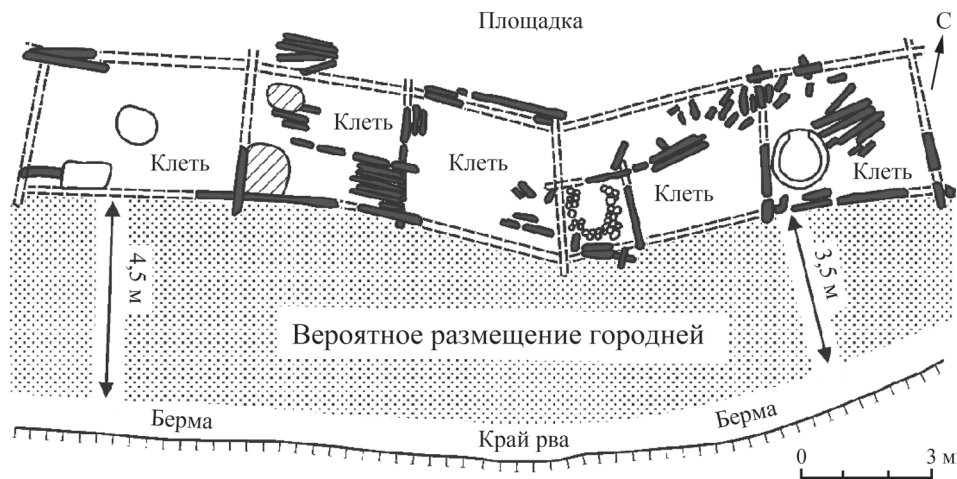 Площадка
С
Клеть
Клеть
Клеть
Клеть
Клеть
4,5 м
3,5 м
Вероятное размещение городней
Берма
Берма
Край рва
0
3 м